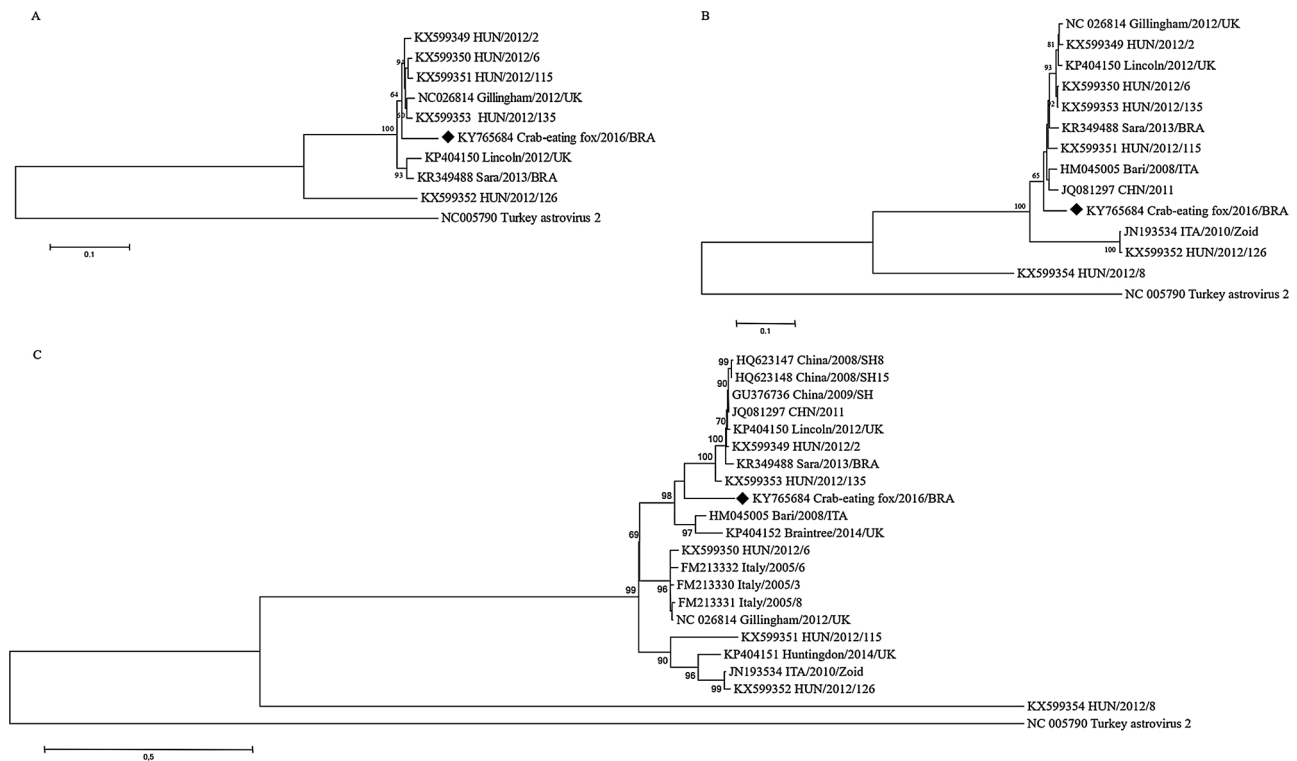 A
KX599349 HUN/2012/2
KX599350 HUN/2012/6
94
KX599351 HUN/2012/115
64
NC026814 Gillingham/2012/UK
KX599353 HUN/2012/135
100
KY765684 Crab-eating fox/2016/BRA
KP404150 Lincoln/2012/UK
93
KR349488 Sara/2013/BRA
KX599352 HUN/2012/126
NC005790 Turkey astrovirus 2
0.1
B
NC 026814 Gillingham/2012/UK
81
KX599349 HUN/2012/2
93
KP404150 Lincoln/2012/UK
KX599350 HUN/2012/6
KX599353 HUN/2012/135
KR349488 Sara/2013/BRA
KX599351 HUN/2012/115
HM045005 Bari/2008/ITA
65
JQ081297 CHN/2011
100
KY765684 Crab-eating fox/2016/BRA
JN193534 ITA/2010/Zoid
100
KX599352 HUN/2012/126
KX599354 HUN/2012/8
NC 005790 Turkey astrovirus 2
0.1
C
99
HQ623147 China/2008/SH8
HQ623148 China/2008/SH15
90
GU376736 China/2009/SH
JQ081297 CHN/2011
70
KP404150 Lincoln/2012/UK
100
KX599349 HUN/2012/2
100
KR349488 Sara/2013/BRA
KX599353 HUN/2012/135
98
KY765684 Crab-eating fox/2016/BRA
HM045005 Bari/2008/ITA
97
KP404152 Braintree/2014/UK
69
KX599350 HUN/2012/6
FM213332 Italy/2005/6
99
96
FM213330 Italy/2005/3
FM213331 Italy/2005/8
NC 026814 Gillingham/2012/UK
KX599351 HUN/2012/115
90
KP404151 Huntingdon/2014/UK
96
JN193534 ITA/2010/Zoid
99
KX599352 HUN/2012/126
KX599354 HUN/2012/8
NC 005790 Turkey astrovirus 2
0,5